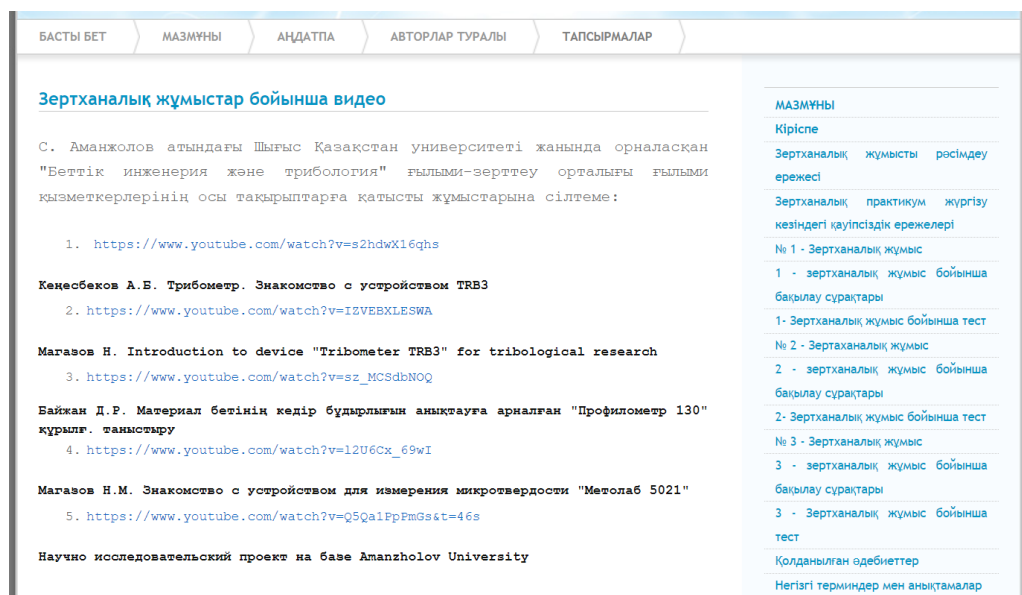 БАСТЫ БЕТ
МАЗМҰНЫ
АҢДАТПА
АВТОРЛАР ТУРАЛЫ
ТАПСЫРМАЛАР
Зертханалық жұмыстар бойынша видео
С. Аманжолов атындағы Шығыс Қазақстан университеті жанында орналасқан
"Беттік инженерия және трибология" ғылыми-зерттеу орталығы ғылыми
қызметкерлерінің осы тақырыптарға қатысты жұмыстарына сілтеме:
1. https://www.youtube.com/watch?v=s2hdwX16qhs
Кеңесбеков А.Б. Трибометр. Знакомство с устройством TRB3
2. https://www.youtube.com/watch?v=IZVEBXLESWA
Магазов Н. Introduction to device "Tribometer TRB3" for tribological research
3. https://www.youtube.com/watch?v=sz_MCSdbNOQ
Байжан Д.Р. Материал бетінің кедір бұдырлығын анықтауға арналған "Профилометр 130"
құрылғ. таныстыру
4. https://www.youtube.com/watch?v=l2U6Cx_69wI
Магазов Н.М. Знакомство с устройством для измерения микротвердости "Метолаб 5021"
5. https://www.youtube.com/watch?v=Q5Qa1PpPmGs&t=46s
Научно исследовательский проект на базе Amanzholov University
МАЗМҰНЫ
Кіріспе
Зертханалық жұмысты рәсімдеу
ережесі
Зертханалық практикум жүргізу
кезіндегі қауіпсіздік ережелері
№ 1 - Зертханалық жұмыс
1 - зертханалық жұмыс бойынша
бақылау сұрақтары
1- Зертханалық жұмыс бойынша тест
№ 2 - Зертаханалық жұмыс
2 - зертханалық жұмыс бойынша
бақылау сұрақтары
2- Зертханалық жұмыс бойынша тест
№ 3 - Зертханалық жұмыс
3 - зертханалық жұмыс бойынша
бақылау сұрақтары
3 - Зертханалық жұмыс бойынша
тест
Қолданылған әдебиеттер
Негізгі терминдер мен анықтамалар